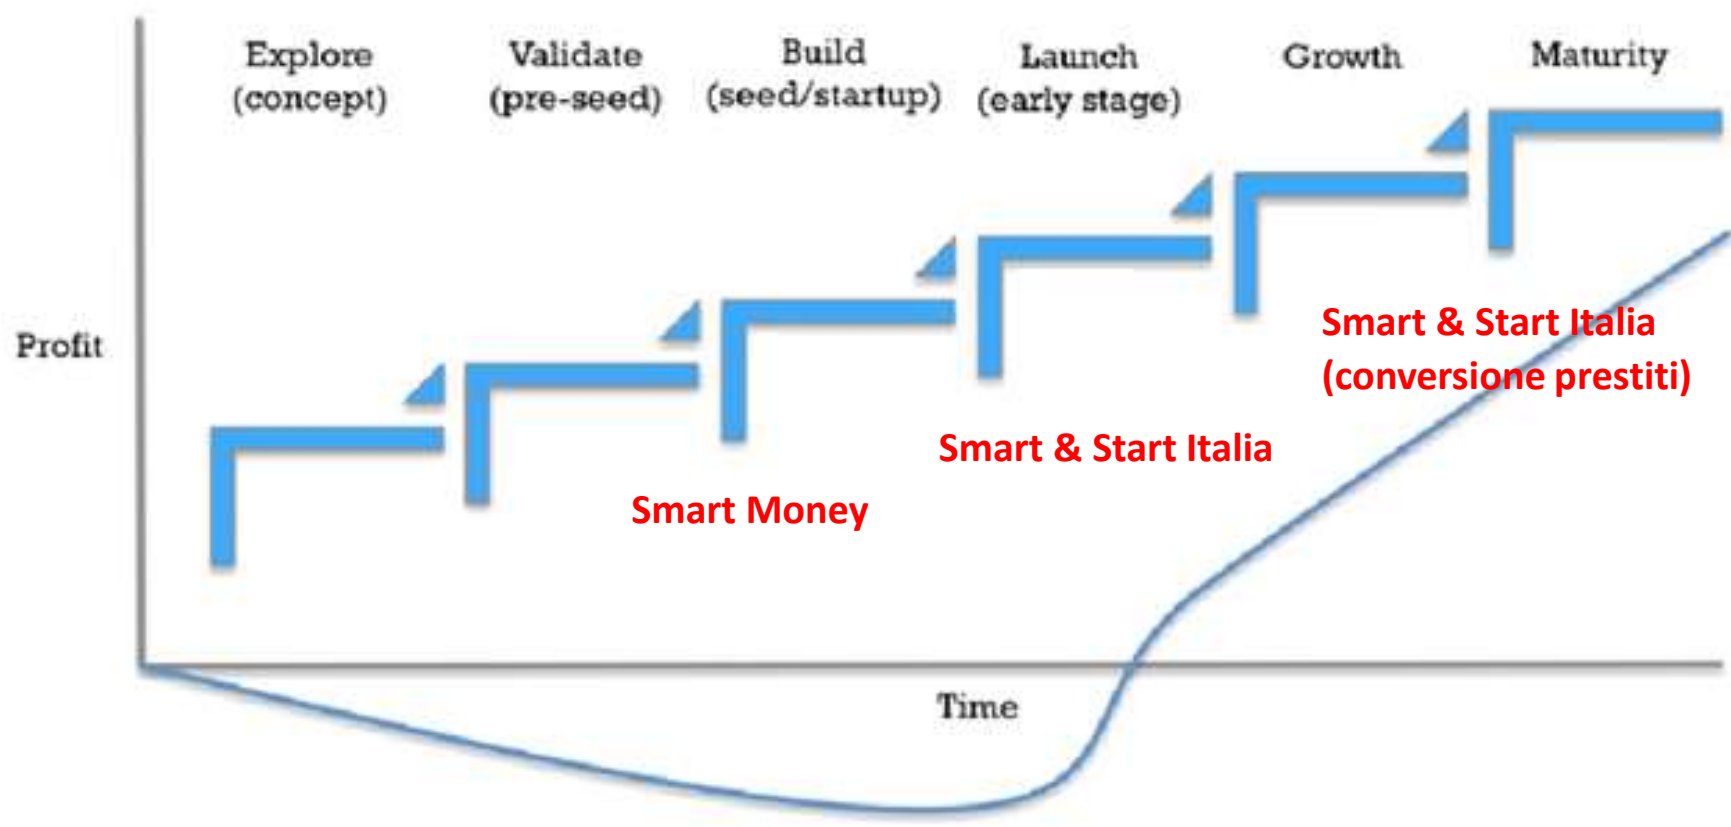 Explore
(concept)
Validate
(pre-seed)
Build
(seed/startup)
Launch
(early stage)
Growth
Maturity
Profit
Smart & Start Italia
(conversione prestiti)
Smart & Start Italia
Smart Money
Time